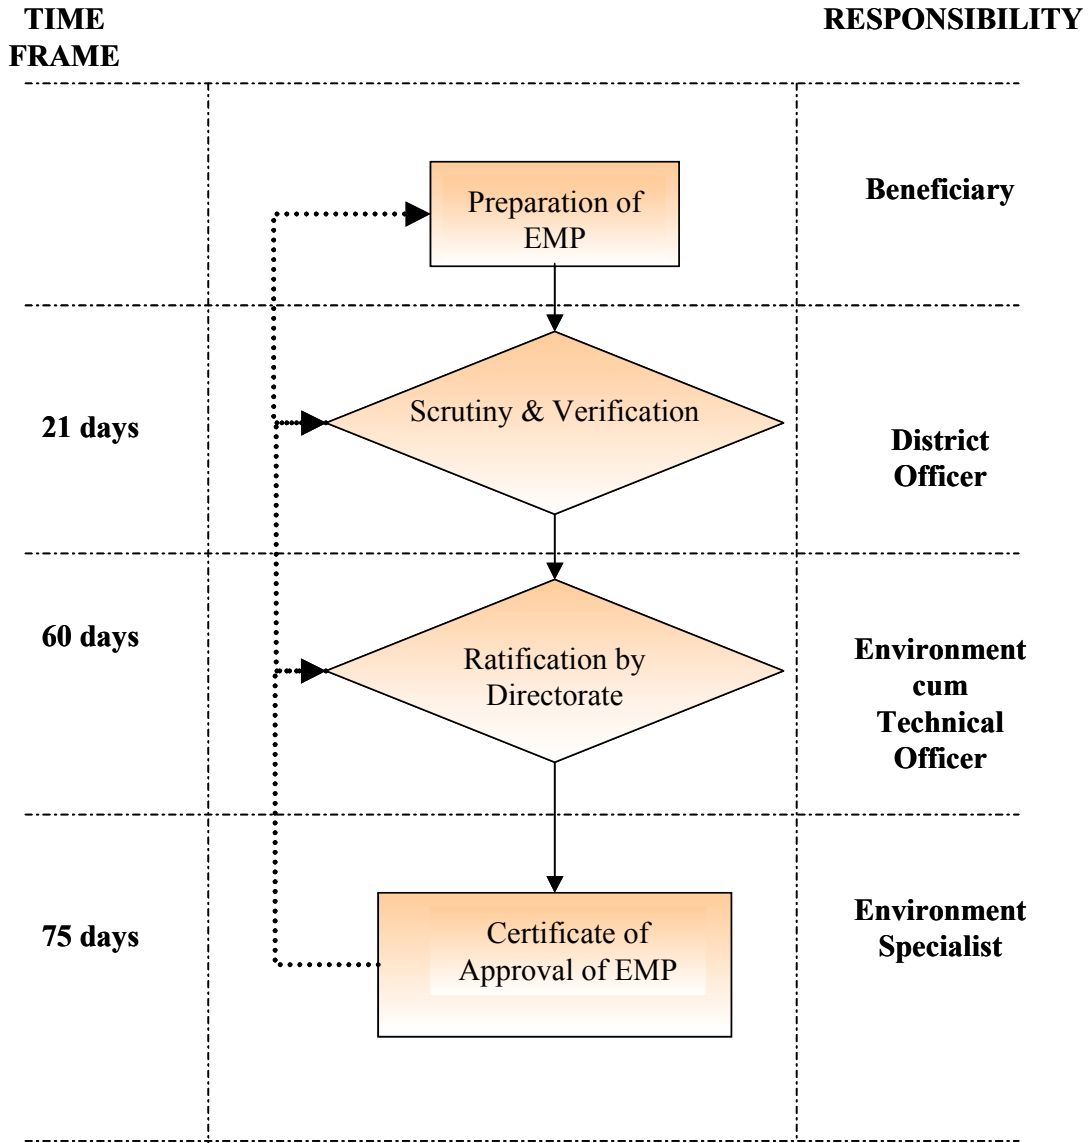 TIME
FRAME
RESPONSIBILITY
Preparation of
EMP
Beneficiary
21 days
Scrutiny & Verification
District
Officer
60 days
Ratification by
Directorate
Environment
cum
Technical
Officer
75 days
Certificate of
Approval of EMP
Environment
Specialist